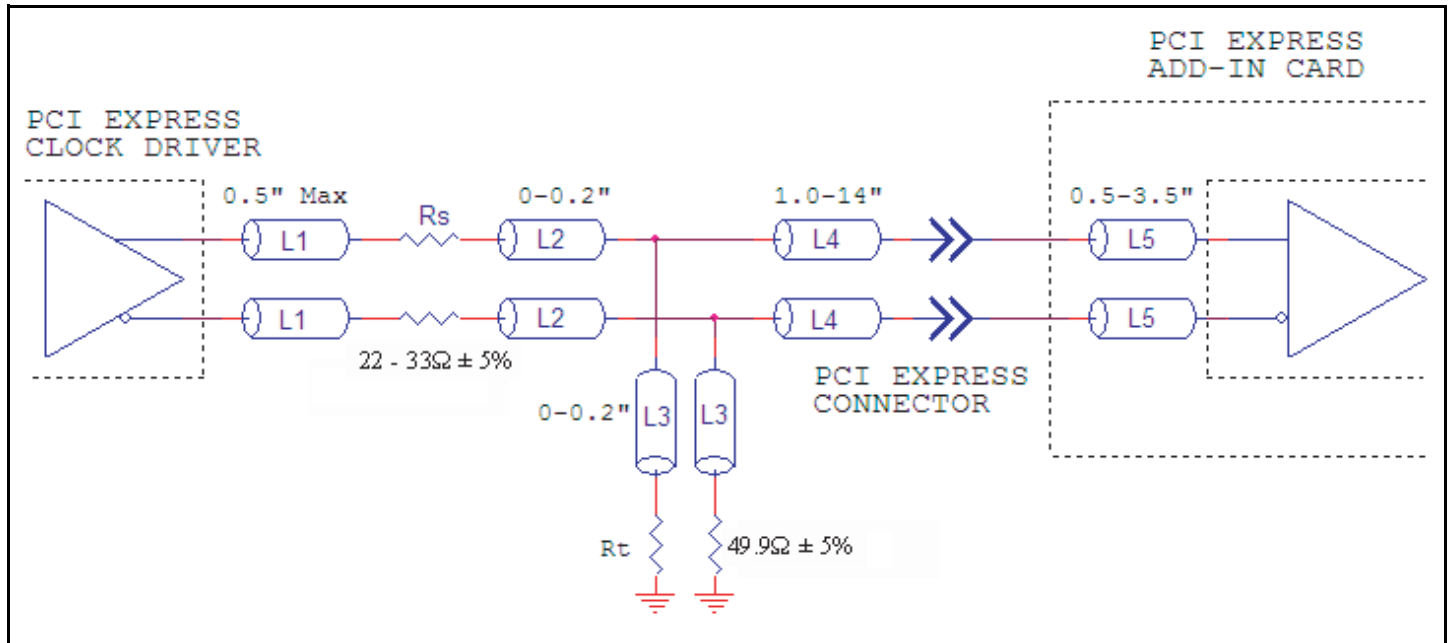 PCI EXPRESS
ADD-IN CARD
PCI EXPRESS
CLOCK DRIVER
0.5" Max
Rs
0-0.2"
1.0-14"
0.5-3.5"
L1
L2
L4
L5
L1
L2
L4
L5
22 - 33Ω ± 5%
PCI EXPRESS
CONNECTOR
0-0.2"
L3
L3
Rt
49.9Ω ± 5%